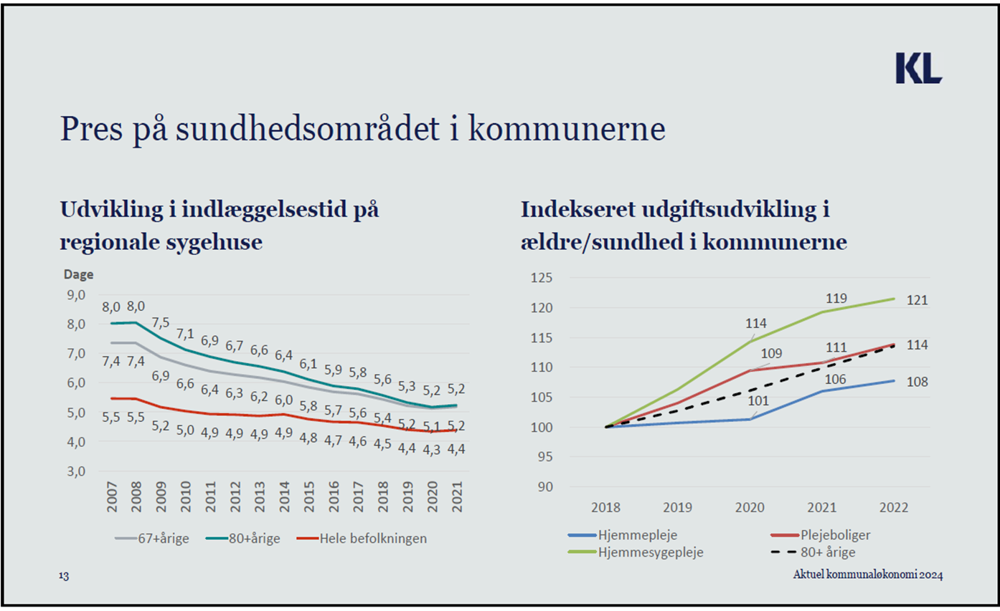 KL
Pres på sundhedsområdet i kommunerne
Udvikling i indlæggelsestid på
regionale sygehuse
Dage
9,0
8,0
7,0
6,0
5,0
4,0
3,0
8,0 8,0 7,5 7,1 6,9 6,7 6,6 6,4 6,1 5,9 5,8 5,6 5,3 5,2 5,2
7,4 7,4 6,9 6,6 6,4 6,3 6,2 6,0 5,8 5,7 5,6 5,4 5,2 5,1 5,2
5,5 5,5 5,2 5,0 4,9 4,9 4,9 4,9 4,8 4,7 4,6 4,5 4,4 4,3 4,4
2007 2008 2009 2010 2011 2012 2013 2014 2015 2016 2017 2018 2019 2020 2021
67+årige 80+årige Hele befolkningen
Indekseret udgiftsudvikling i
ældre/sundhed i kommunerne
125
120
115
110
105
100
95
90
114 119 121
109 111 114
101 106 108
2018 2019 2020 2021 2022
Hjemmepleje Plejeboliger
Hjemmesygepleje 80+ årige
13
Aktuel kommunaløkonomi 2024